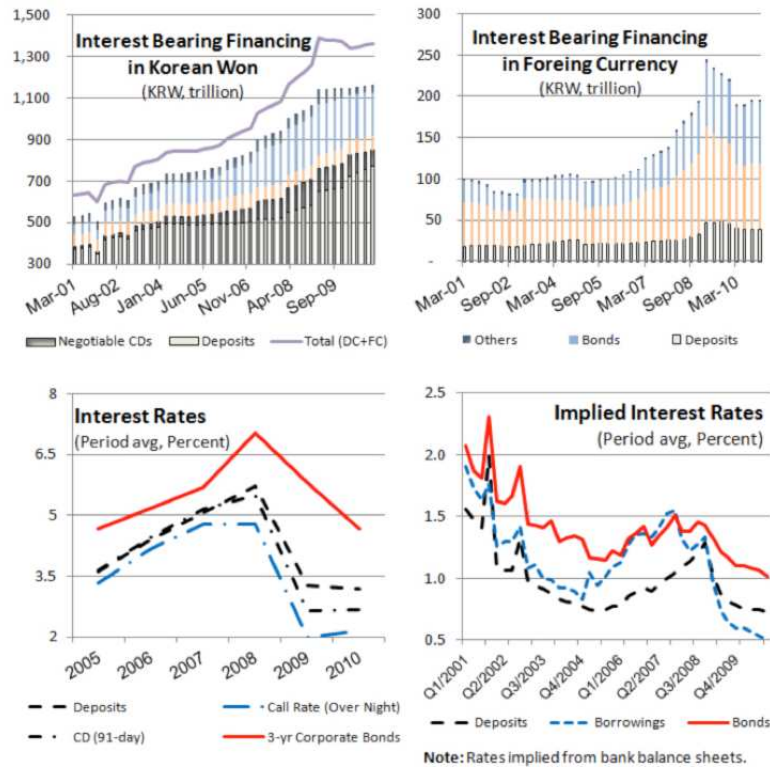 Interest Bearing Financing
in Korean Won
(KRW, trillion)
1,500
1,300
1,100
900
700
500
300
Mar-01
Aug-02
Jan-04
Jun-05
Nov-06
Apr-08
Sep-09
Negotiable CDs
Deposits
Total (DC+FC)
Interest Bearing Financing
in Foreing Currency
(KRW, trillion)
300
250
200
150
100
50
-
Mar-01
Sep-02
Mar-04
Sep-05
Mar-07
Sep-08
Mar-10
Others
Bonds
Deposits
Interest Rates
(Period avg, Percent)
8
6.5
5
3.5
2
2005
2006
2007
2008
2009
2010
Deposits
Call Rate (Over Night)
CD (91-day)
3-yr Corporate Bonds
Implied Interest Rates
(Period avg, Percent)
2.5
2.0
1.5
1.0
0.5
Q1/2001
Q2/2002
Q3/2003
Q4/2004
Q1/2006
Q2/2007
Q3/2008
Q4/2009
Deposits
Borrowings
Bonds
Note: Rates implied from bank balance sheets.